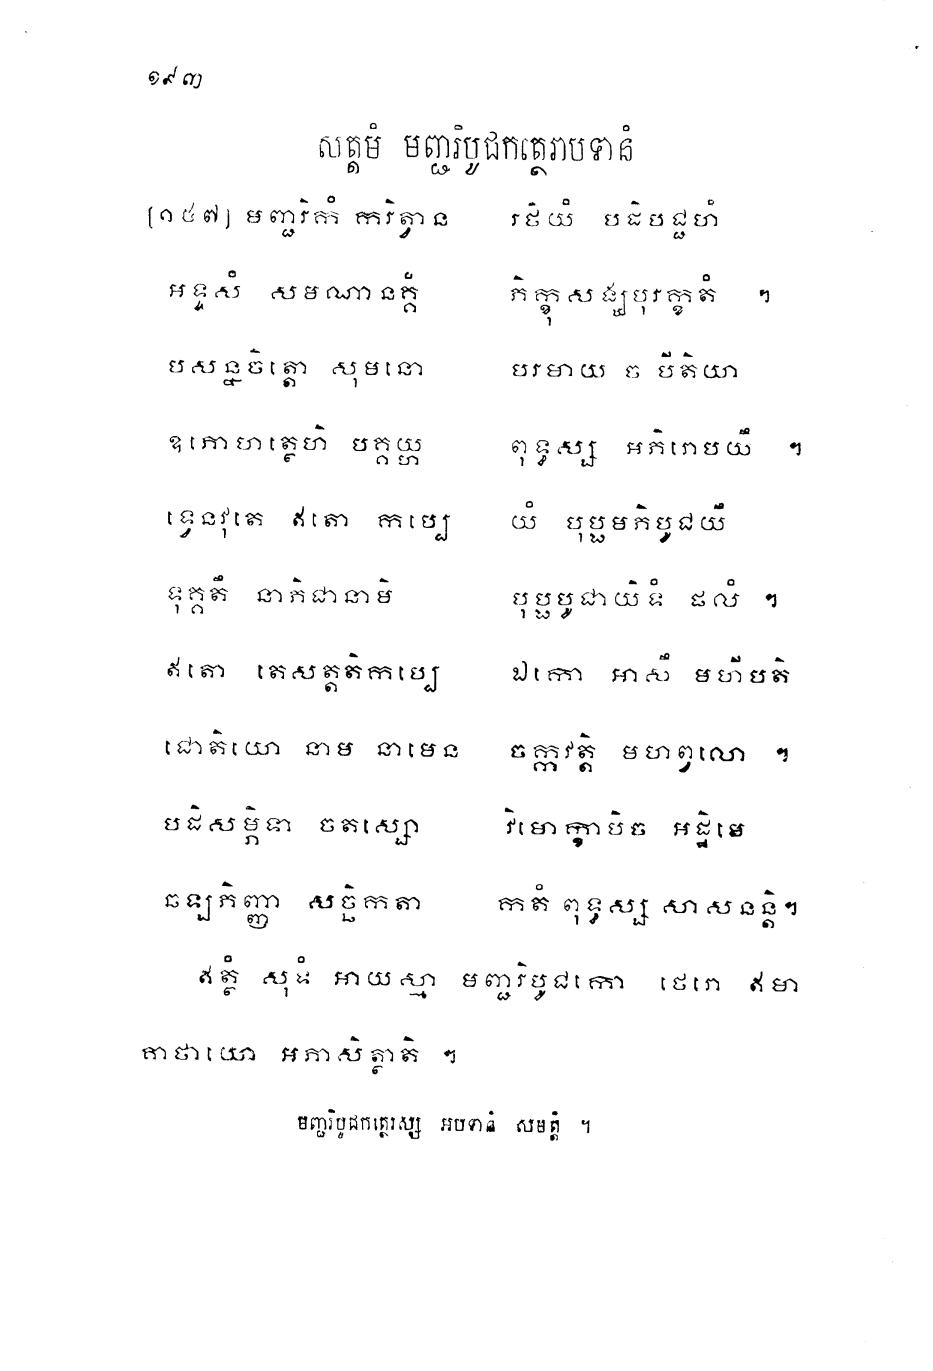 ១៩៣
សត្តមំ មញ្ជរិបូជកត្ថេរាបទានំ
[១៥៧] មញ្ជរិកំ ការិត្វាន រថិយំ បដិបជ្ជហំ
អទ្ទសំ សមណានគ្គំ ភិក្ខុសង្ឃបុរក្ខតំ ។
បសន្នចិត្តោ សុមនោ បរមាយ ច បីតិយា
ឧភោហត្ថេហិ បគ្គយ្ហ ពុទ្ធស្ស អភិរោបយឹ ។
ទ្វេនវុតេ ឥតោ កប្បេ យំ បុប្ផមភិបូជយឹ
ទុគ្គតឹ នាភិជានាមិ បុប្ផបូជាយិទំ ផលំ ។
ឥតោ តេសត្តតិកប្បេ ឯកោ អាសឹ មហីបតិ
ជោតិយោ នាម នាមេន ចក្កវត្តិ មហព្វលោ ។
បដិសម្ភិទា ចតស្សោ វិមោក្ខាបិច អដ្ឋិមេ
ឆឡភិញ្ញា សច្ឆិកតា កតំ ពុទ្ធស្ស សាសនន្តិ។
ឥត្ថំ សុទំ អាយស្មា មញ្ជរិបូជកោ ថេរោ ឥមា
គាថាយោ អភាសិត្ថាតិ ។
មញ្ជរិបូជកត្ថេរស្ស អបទានំ សមត្តំ ។